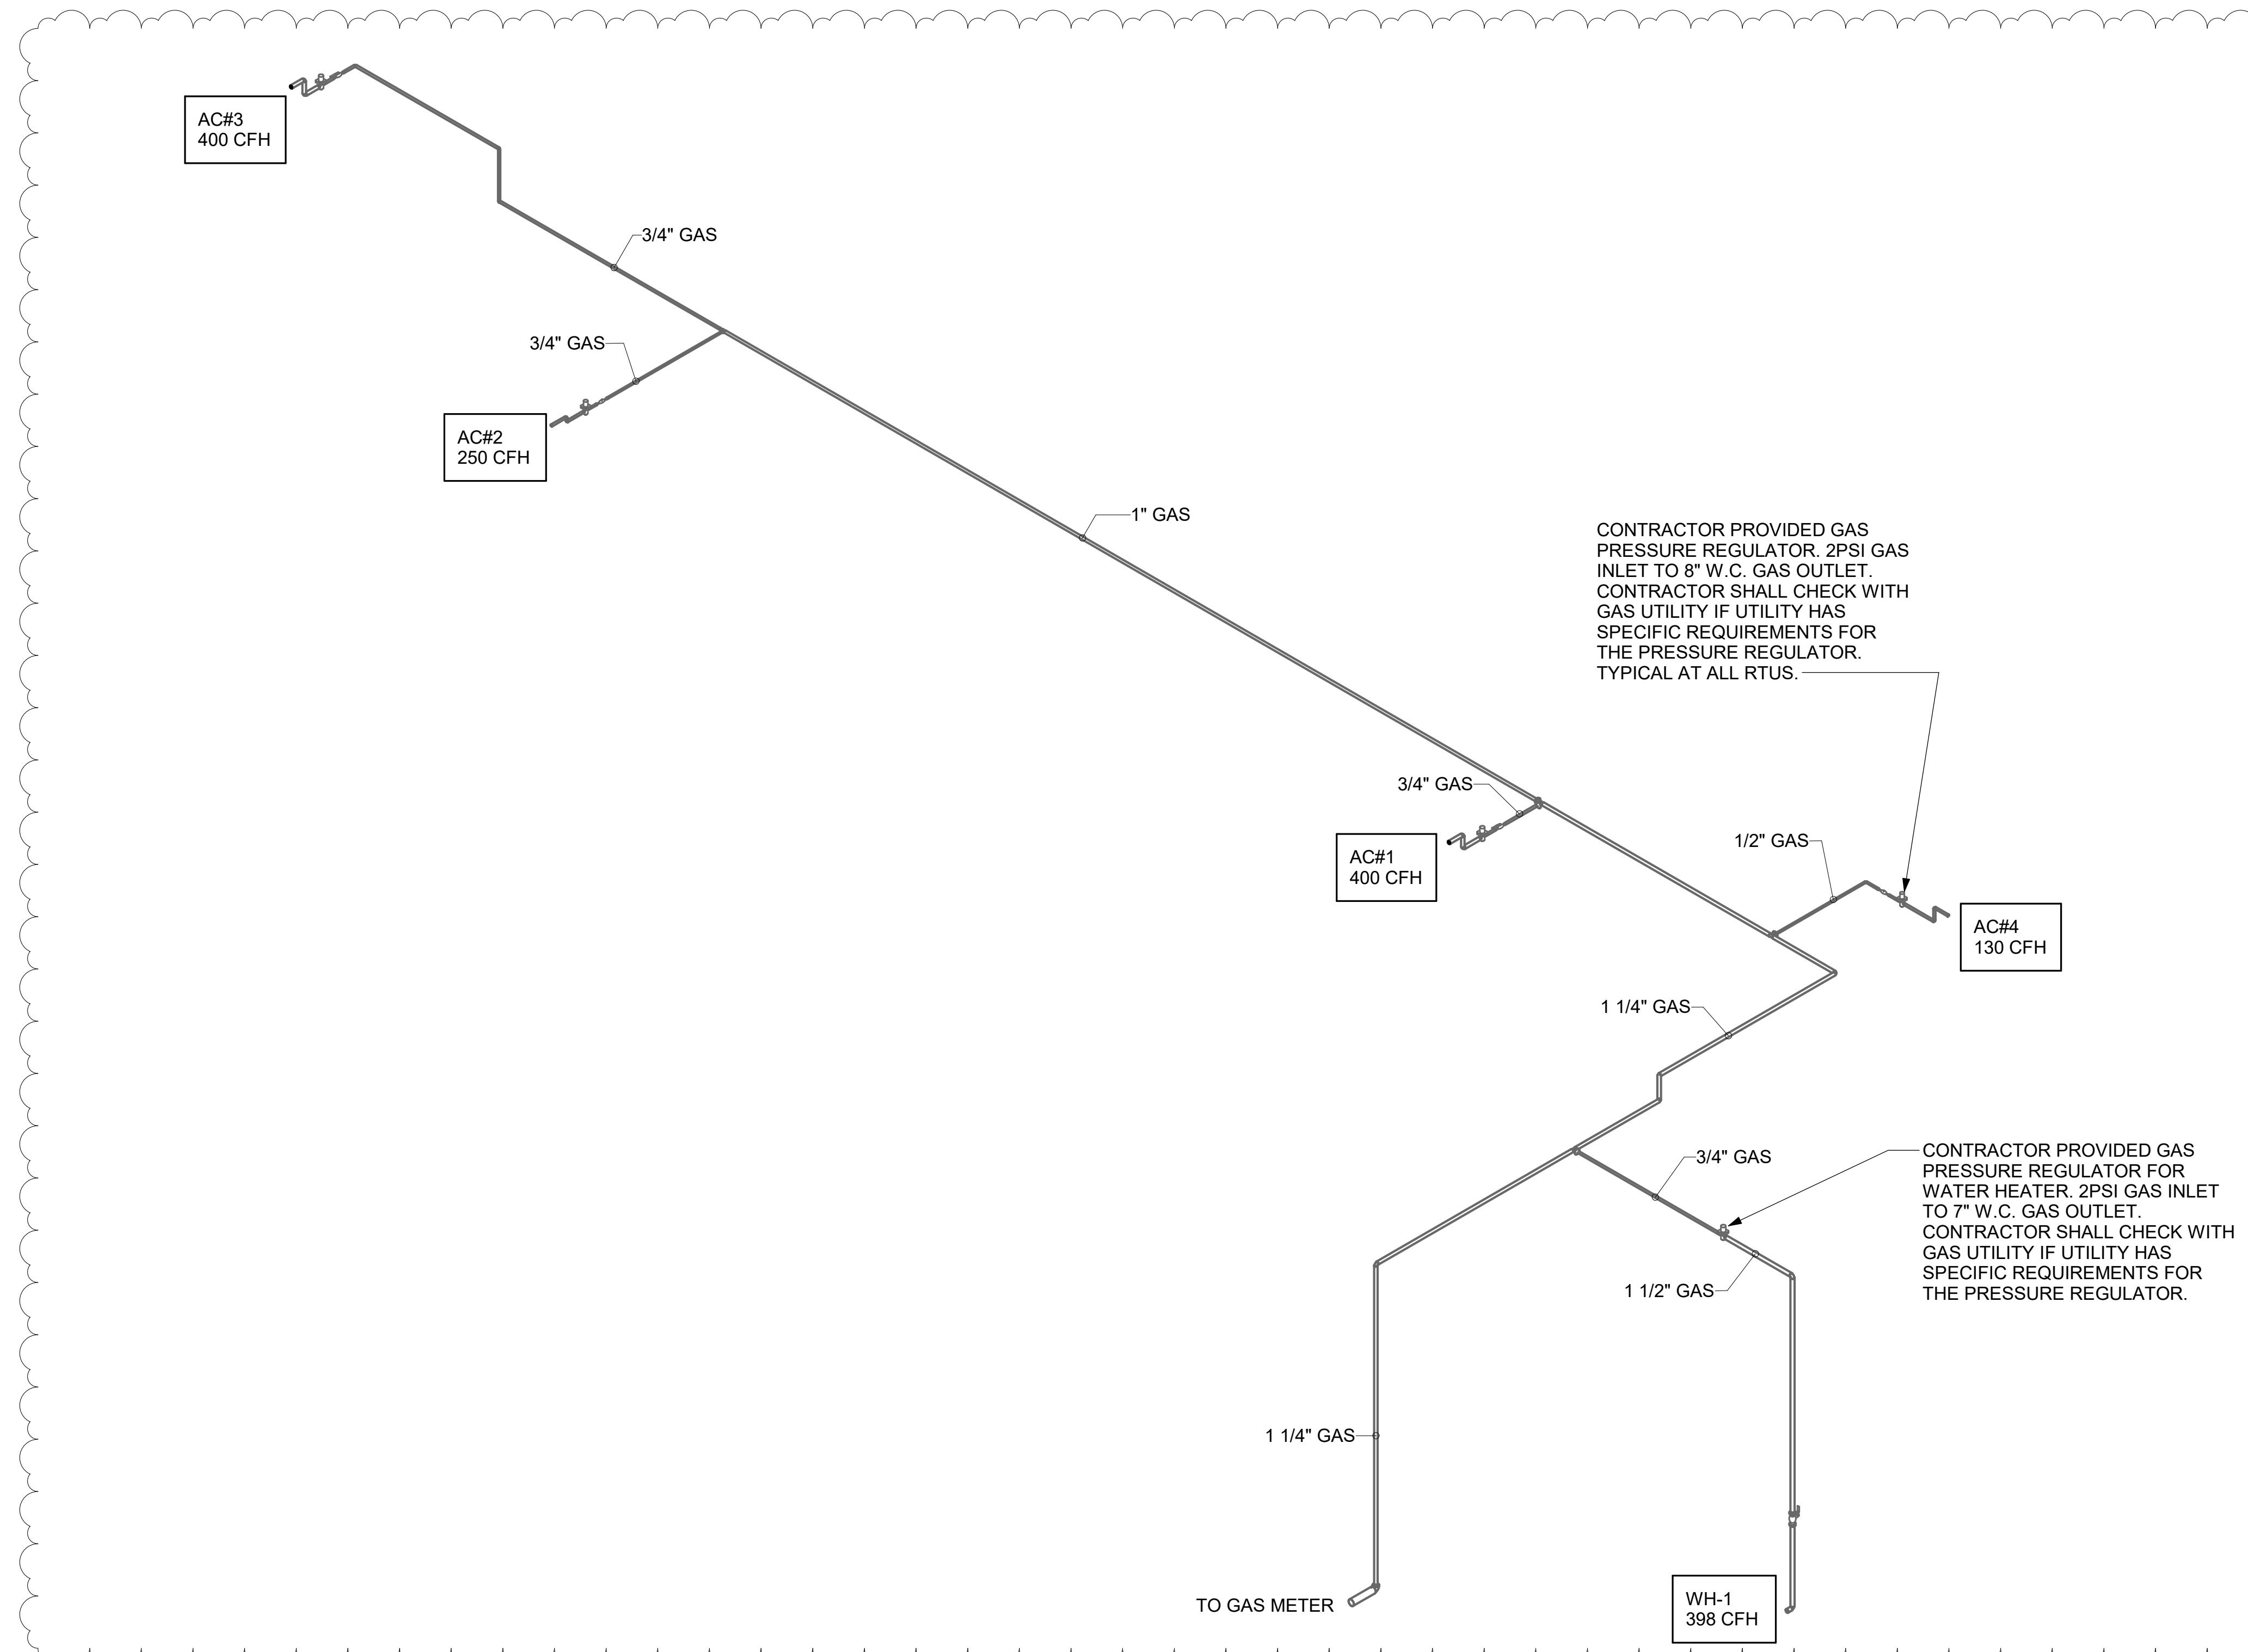 AC#3
400 CFH
3/4" GAS
3/4" GAS
AC#2
250 CFH
1" GAS
CONTRACTOR PROVIDED GAS
PRESSURE REGULATOR. 2PSI GAS
INLET TO 8" W.C. GAS OUTLET.
CONTRACTOR SHALL CHECK WITH
GAS UTILITY IF UTILITY HAS
SPECIFIC REQUIREMENTS FOR
THE PRESSURE REGULATOR.
TYPICAL AT ALL RTUS.
3/4" GAS
AC#1
400 CFH
1/2" GAS
AC#4
130 CFH
1 1/4" GAS
3/4" GAS
CONTRACTOR PROVIDED GAS
PRESSURE REGULATOR FOR
WATER HEATER. 2PSI GAS INLET
TO 7" W.C. GAS OUTLET.
CONTRACTOR SHALL CHECK WITH
GAS UTILITY IF UTILITY HAS
SPECIFIC REQUIREMENTS FOR
THE PRESSURE REGULATOR.
1 1/2" GAS
1 1/4" GAS
TO GAS METER
WH-1
398 CFH